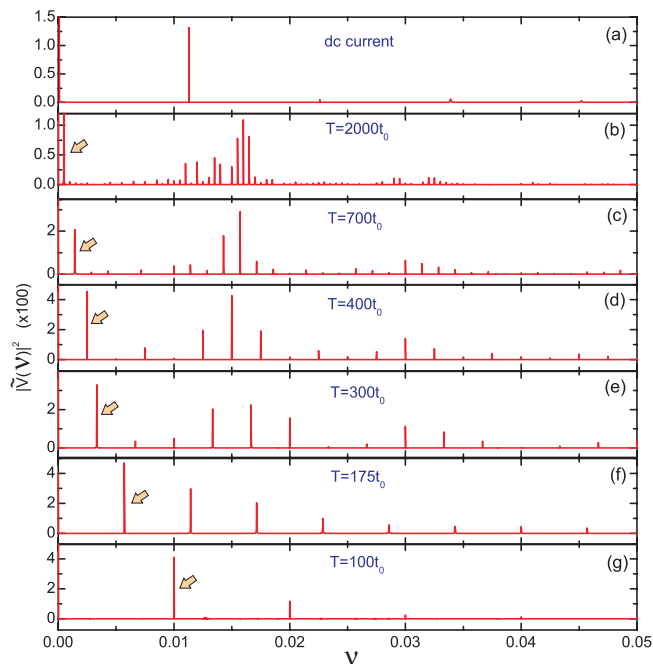 1.5
1.0
0.5
0.0
dc current
(a)
1.0
0.5
0.0
T=2000t₀
(b)
2
0
T=700t₀
(c)
4
2
0
T=400t₀
(d)
2
0
T=300t₀
(e)
4
2
0
T=175t₀
(f)
4
2
0
T=100t₀
(g)
|Ṽ(ν)|² (x100)
0.00 0.01 0.02 0.03 0.04 0.05
ν